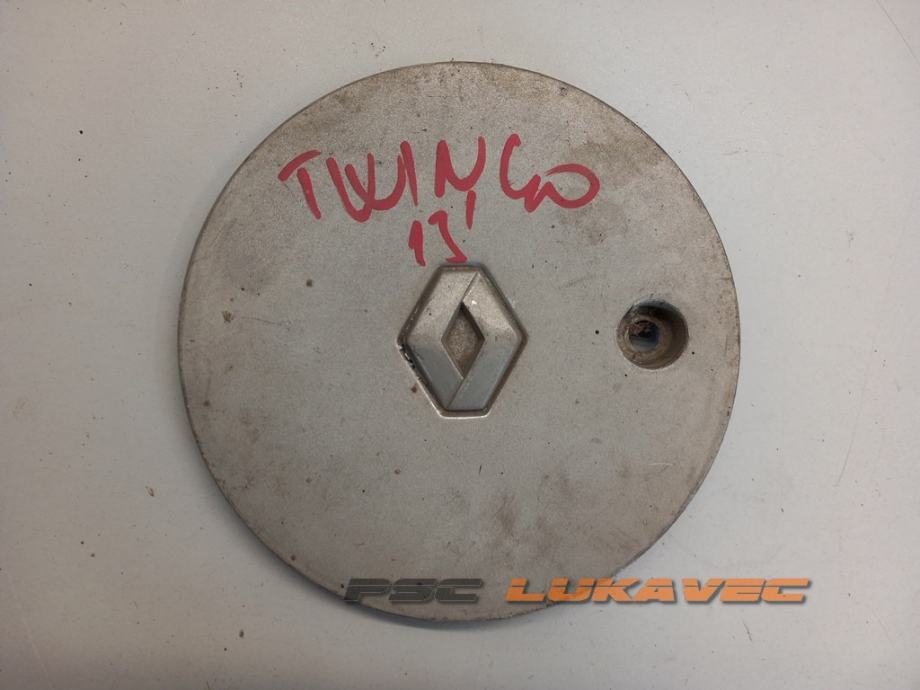 TWINGO
13'
PSC LUKAVEC